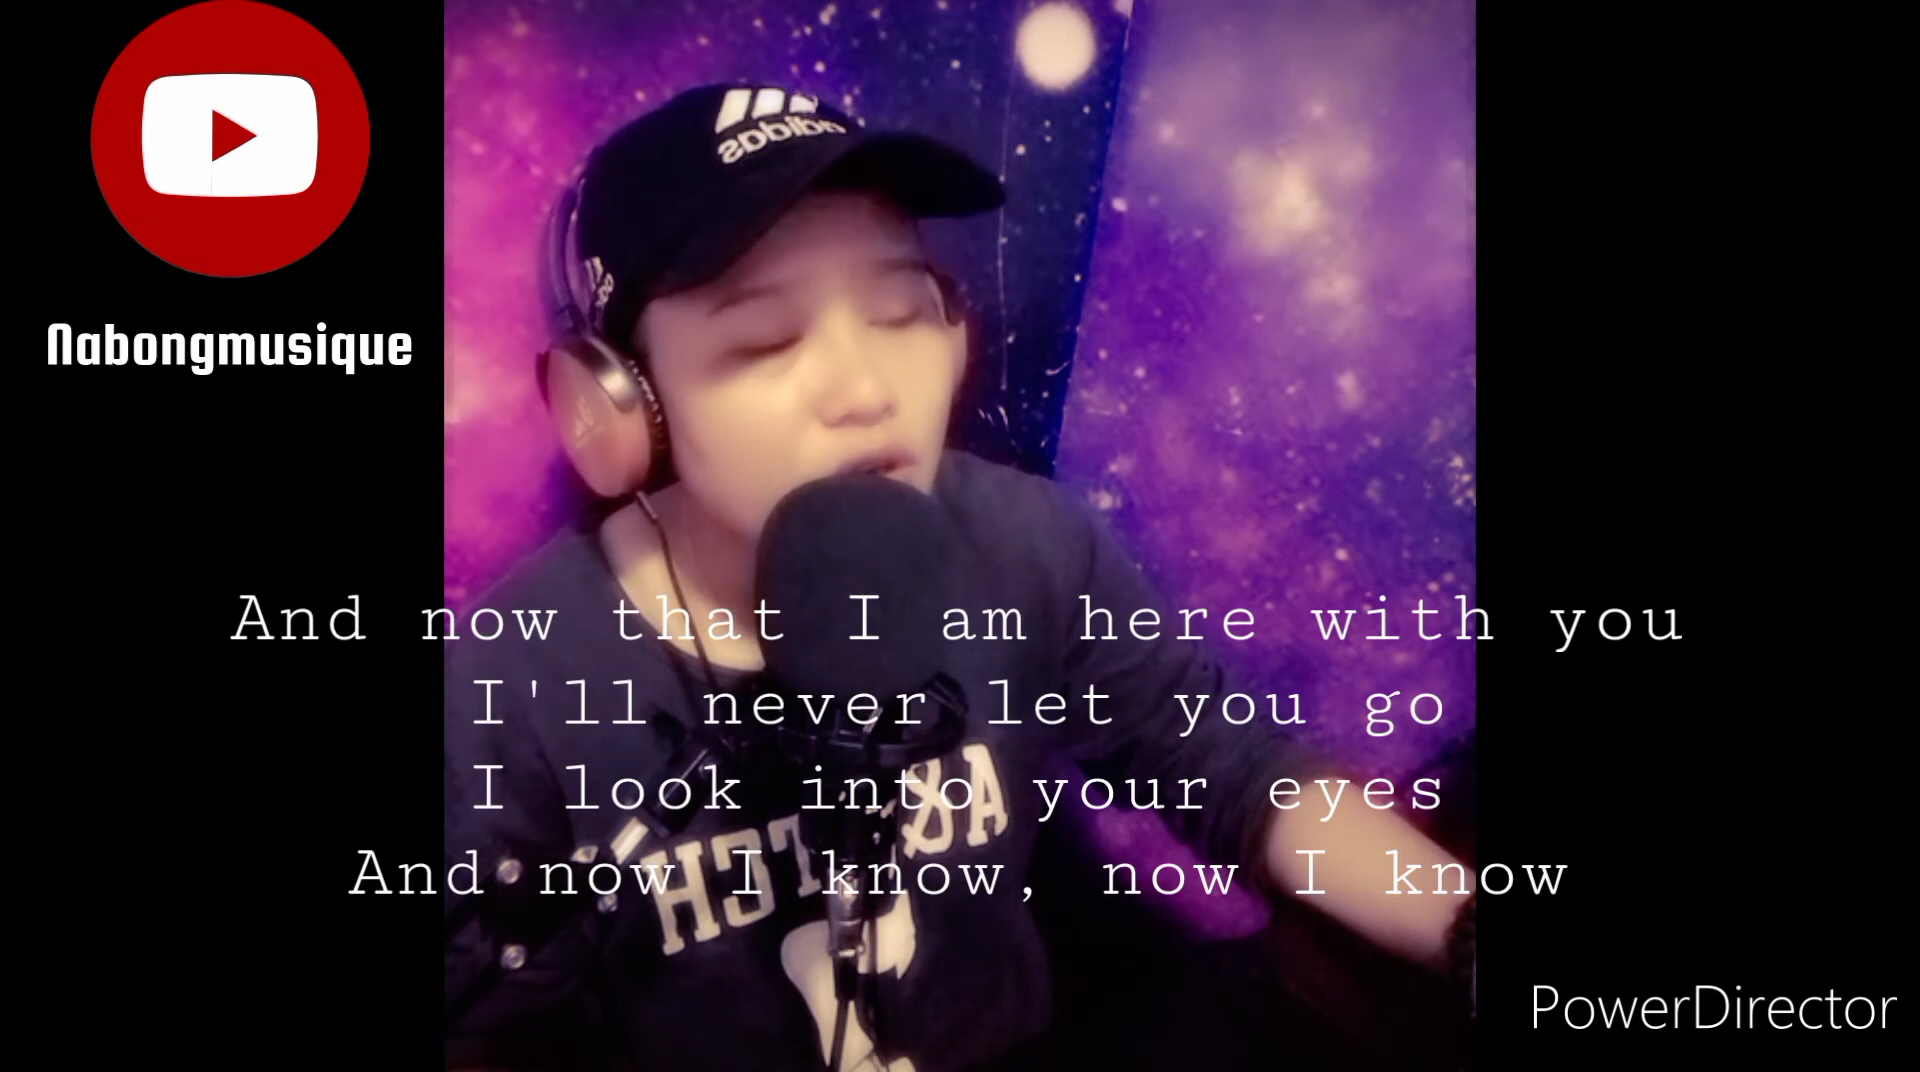 adidas
Nabongmusique
And now that I am here with you
I'll never let you go
I look into your eyes
And now I know, now I know
PowerDirector